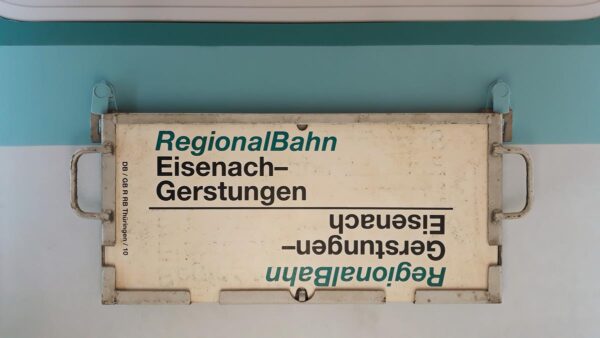 RegionalBahn
Eisenach–
Gerstungen
DB / GB R RB Thüringen / 10
RegionalBahn
Gerstungen–
Eisenach